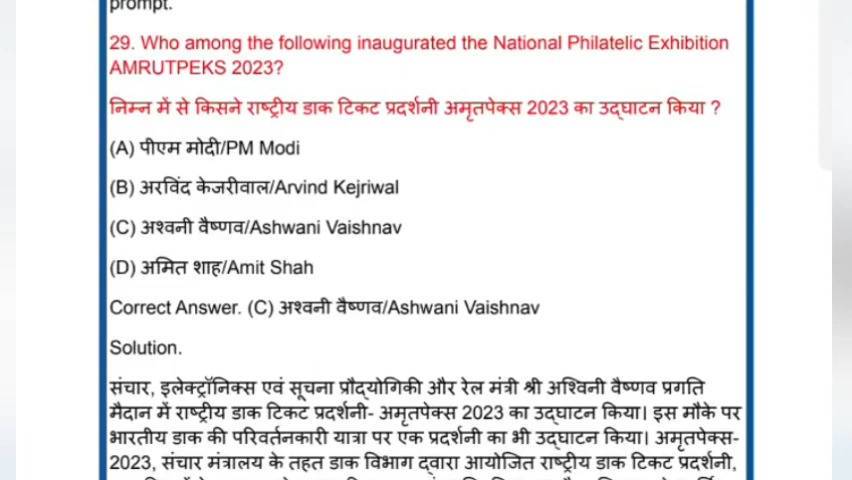 prompt.
29. Who among the following inaugurated the National Philatelic Exhibition
AMRUTPEKS 2023?
निम्न में से किसने राष्ट्रीय डाक टिकट प्रदर्शनी अमृतपेक्स 2023 का उद्घाटन किया ?
(A) पीएम मोदी/PM Modi
(B) अरविंद केजरीवाल/Arvind Kejriwal
(C) अश्वनी वैष्णव/Ashwani Vaishnav
(D) अमित शाह/Amit Shah
Correct Answer. (C) अश्वनी वैष्णव/Ashwani Vaishnav
Solution.
संचार, इलेक्ट्रॉनिक्स एवं सूचना प्रौद्योगिकी और रेल मंत्री श्री अश्विनी वैष्णव प्रगति
मैदान में राष्ट्रीय डाक टिकट प्रदर्शनी- अमृतपेक्स 2023 का उद्घाटन किया। इस मौके पर
भारतीय डाक की परिवर्तनकारी यात्रा पर एक प्रदर्शनी का भी उद्घाटन किया। अमृतपेक्स-
2023, संचार मंत्रालय के तहत डाक विभाग द्वारा आयोजित राष्ट्रीय डाक टिकट प्रदर्शनी,